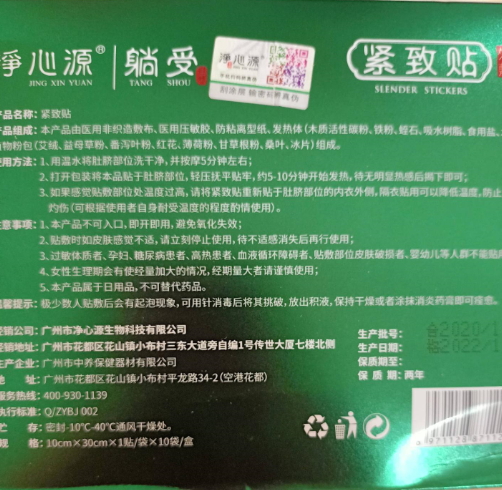 淨心源® 躺受
JING XIN YUAN TANG SHOU
淨心源
紧致贴
SLENDER STICKERS
产品名称: 紧致贴
产品组成: 本产品由医用非织造敷布、医用压敏胶、防粘离型纸、发热体(木质活性碳粉、铁粉、蛭石、吸水树脂、食用盐、
植物粉包(艾绒、益母草粉、番泻叶粉、红花、薄荷粉、甘草根粉、桑叶、冰片)组成。
使用方法: 1、用温水将肚脐部位洗干净,并按摩5分钟左右;
2、打开包装将本品贴于肚脐部位,轻压抚平贴牢,约5-10分钟开始发热,待无明显热感后揭下即可;
3、如果感觉贴敷部位处温度过高,请将紧致贴重新贴于肚脐部位的内衣外侧,隔衣贴用可以降低温度,防止
灼伤(可根据使用者自身耐受温度的程度酌情使用)。
注意事项: 1、本产品不可入口,即开即用,避免氧化失效;
2、贴敷时如皮肤感觉不适,请立刻停止使用,待不适感消失后再行使用;
3、过敏体质者、孕妇、糖尿病患者、高热患者、血液循环障碍者、贴敷部位皮肤破损者、婴幼儿等人群不能
4、女性生理期会有使经量加大的情况,经期量大者请谨慎使用;
5、本产品属于日用品,不可替代药品。
温馨提示: 极少数人贴敷后会有起泡现象,可用针消毒后将其挑破,放出积液,保持干燥或者涂抹消炎药膏即可痊愈。
经销公司: 广州市净心源生物科技有限公司
经销地址: 广州市花都区花山镇小布村三东大道旁自编1号传世大厦七楼北侧
生产企业: 广州市中养保健器材有限公司
地 址: 广州市花都区花山镇小布村平龙路34-2(空港花都)
服务热线: 400-930-1139
执行标准: Q/ZYBJ 002
贮 存: 密封-10℃-40℃通风干燥处。
规 格: 10cm×30cm×1贴/袋×10袋/盒
生产批号:
生产日期:
保质期至:
保 质 期: 两年